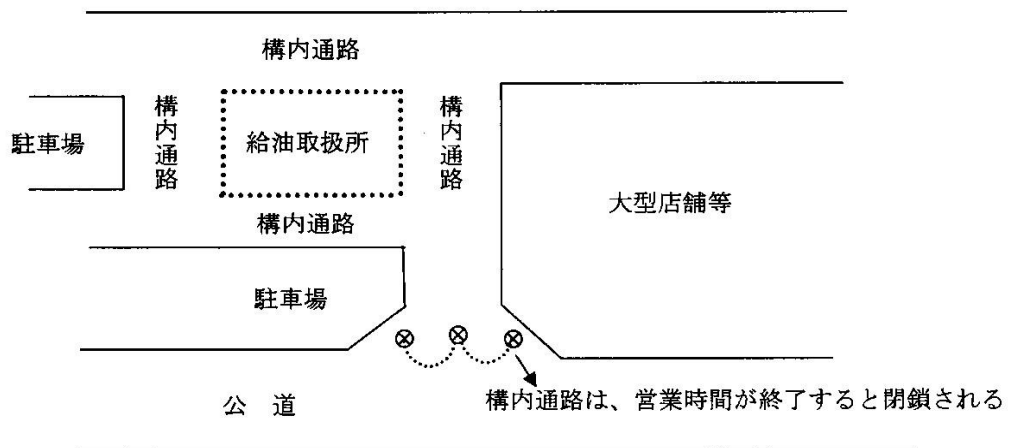 構内通路
構内通路
構内通路
駐車場
給油取扱所
大型店舗等
構内通路
駐車場
公 道
構内通路は、営業時間が終了すると閉鎖される